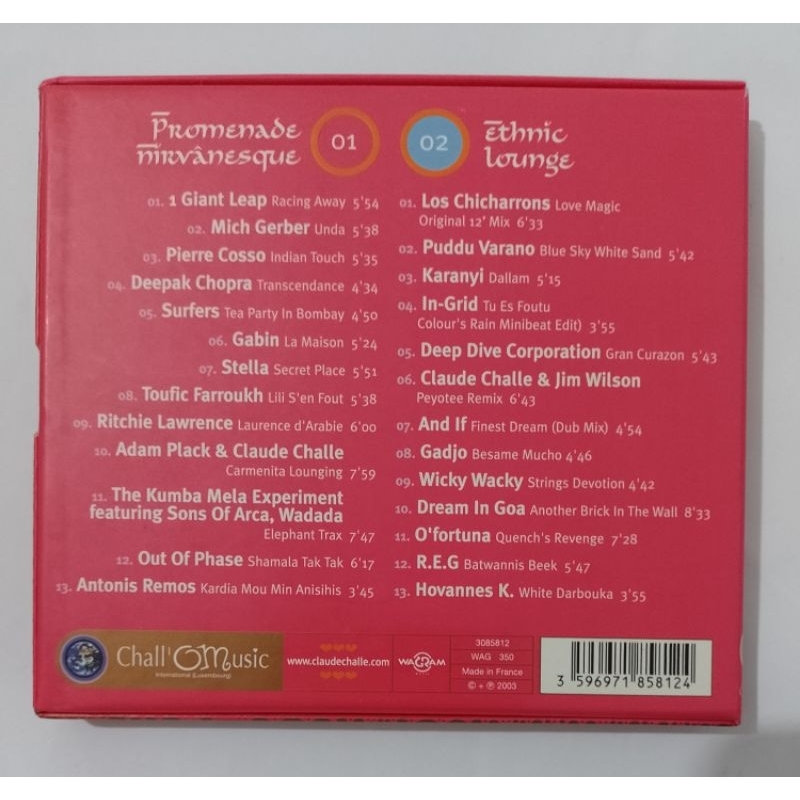 Promenade
nirvânesque
01
01. 1 Giant Leap Racing Away 5'54
02. Mich Gerber Unda 5'38
03. Pierre Cosso Indian Touch 5'35
04. Deepak Chopra Transcendance 4'34
05. Surfers Tea Party In Bombay 4'50
06. Gabin La Maison 5'24
07. Stella Secret Place 5'51
08. Toufic Farroukh Lili S'en Fout 5'38
09. Ritchie Lawrence Laurence d'Arabie 6'00
10. Adam Plack & Claude Challe
Carmenita Lounging 7'59
11. The Kumba Mela Experiment
featuring Sons Of Arca, Wadada
Elephant Trax 7'47
12. Out Of Phase Shamala Tak Tak 6'17
13. Antonis Remos Kardia Mou Min Anisihis 3'45
02
Ethnic
lounge
01. Los Chicharrons Love Magic
Original 12' Mix 6'33
02. Puddu Varano Blue Sky White Sand 5'42
03. Karanyi Dallam 5'15
04. In-Grid Tu Es Foutu
Colour's Rain Minibeat Edit) 3'55
05. Deep Dive Corporation Gran Curazon 5'43
06. Claude Challe & Jim Wilson
Peyotee Remix 6'43
07. And If Finest Dream (Dub Mix) 4'54
08. Gadjo Besame Mucho 4'46
09. Wicky Wacky Strings Devotion 4'42
10. Dream In Goa Another Brick In The Wall 8'33
11. O'fortuna Quench's Revenge 7'28
12. R.E.G Batwannis Beek 5'47
13. Hovannes K. White Darbouka 3'55
Chall'OMusic
International (Luxembourg)
www.claudechalle.com
WAGRAM
3085812
WAG 350
Made in France
© + ℗ 2003
3 596971 858124